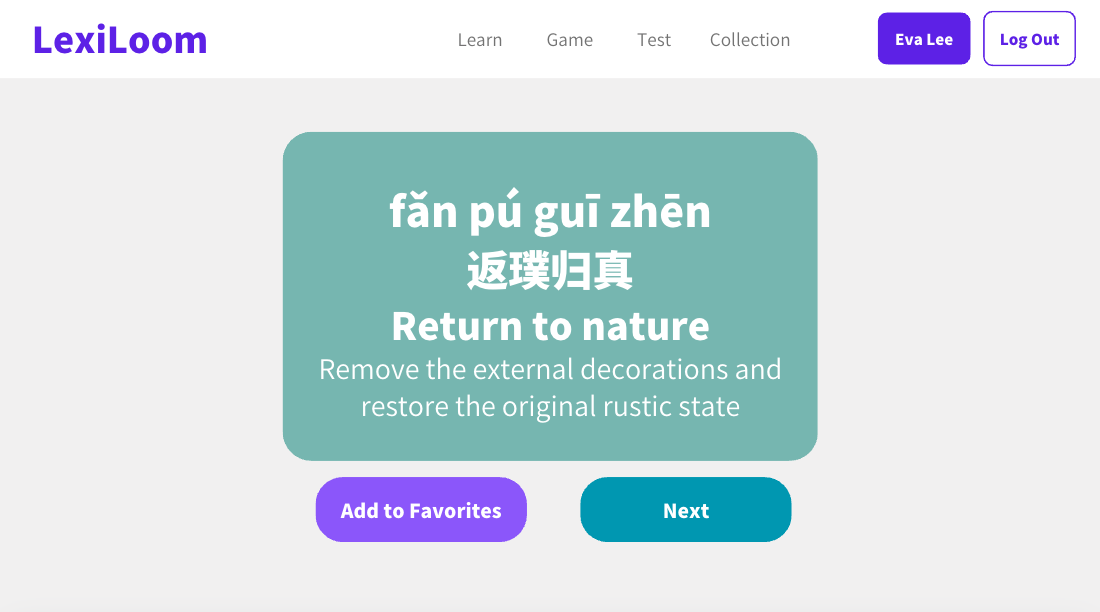 LexiLoom
Learn Game Test Collection Eva Lee Log Out
fǎn pú guī zhēn
返璞归真
Return to nature
Remove the external decorations and
restore the original rustic state
Add to Favorites Next